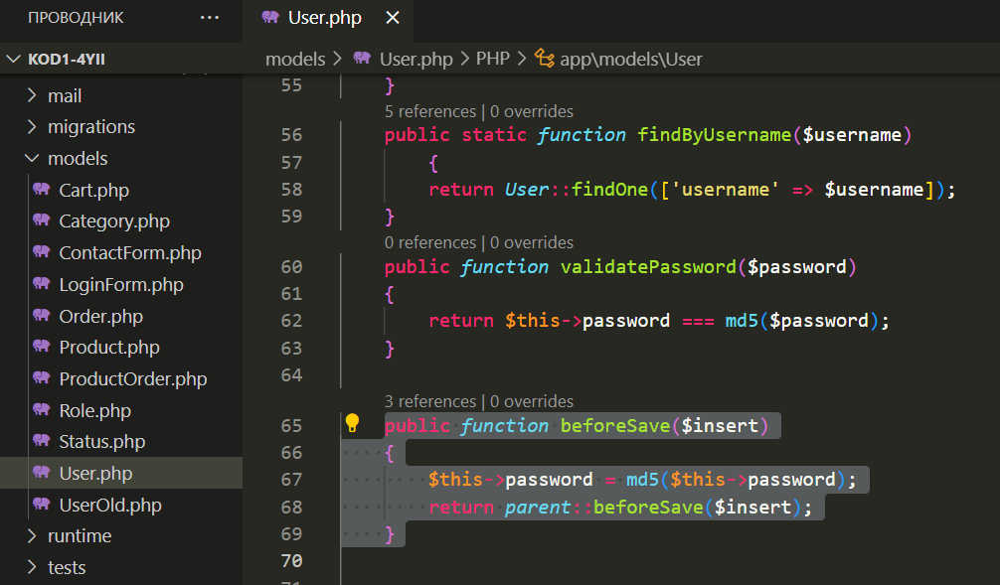 ПРОВОДНИК
KOD1-4YII
mail
migrations
models
Cart.php
Category.php
ContactForm.php
LoginForm.php
Order.php
Product.php
ProductOrder.php
Role.php
Status.php
User.php
UserOld.php
runtime
tests
User.php
models > User.php > PHP > app\models\User
55 }
5 references | 0 overrides
56 public static function findByUsername($username)
57 {
58 return User::findOne(['username' => $username]);
59 }
0 references | 0 overrides
60 public function validatePassword($password)
61 {
62 return $this->password === md5($password);
63 }
64
3 references | 0 overrides
65 public function beforeSave($insert)
66 {
67 $this->password = md5($this->password);
68 return parent::beforeSave($insert);
69 }
70